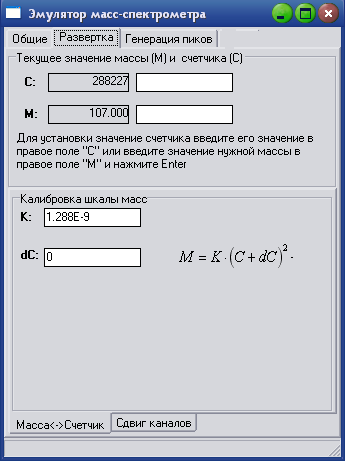 Эмулятор масс-спектрометра
Общие Развертка Генерация пиков
Текущее значение массы (М) и счетчика (С)
C: 288227
M: 107.000
Для установки значение счетчика введите его значение в
правое поле "С" или введите значение нужной массы в
правое поле "М" и нажмите Enter
Калибровка шкалы масс
K: 1.288E-9
dC: 0 M = K·(C + dC)²·
Масса<->Счетчик Сдвиг каналов